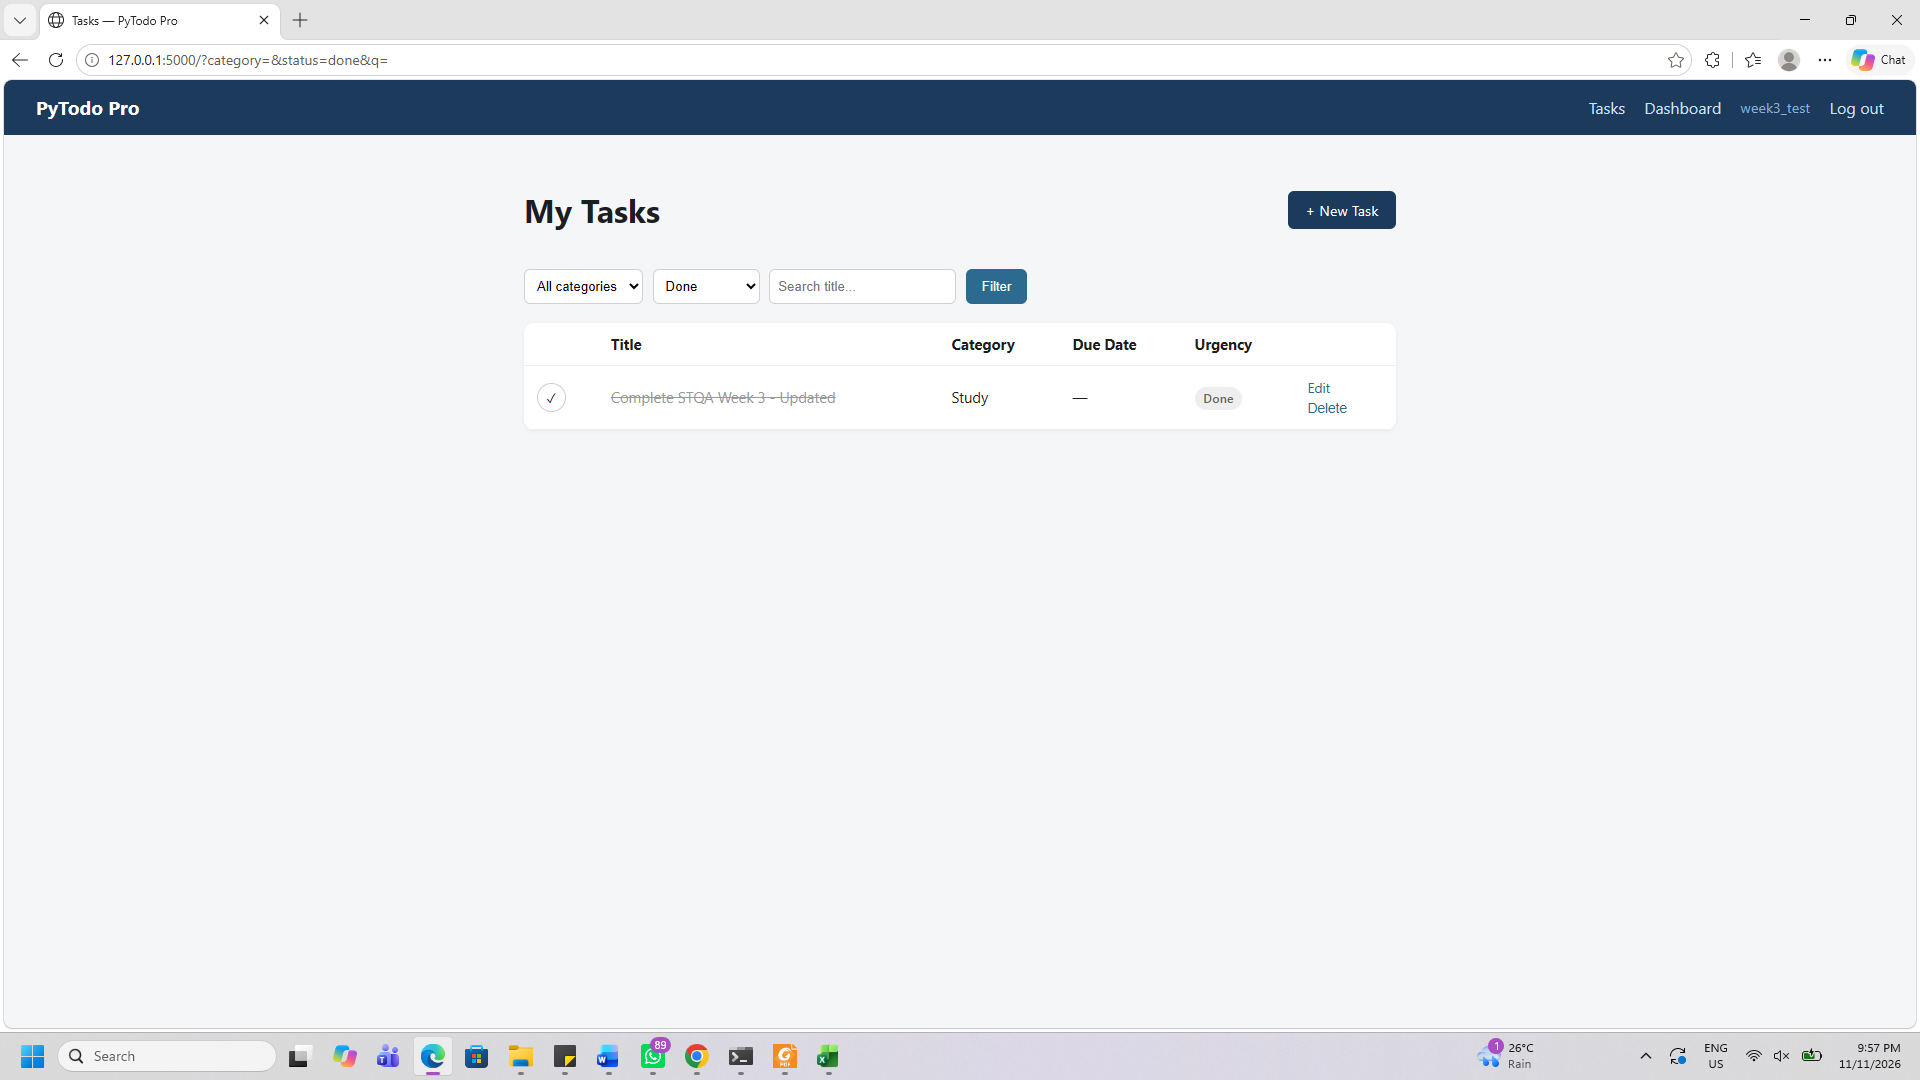 Tasks — PyTodo Pro
127.0.0.1:5000/?category=&status=done&q=
Chat
PyTodo Pro
Tasks Dashboard week3_test Log out
My Tasks
+ New Task
All categories Done Search title... Filter
Title Category Due Date Urgency
✓ Complete STQA Week 3 - Updated Study — Done Edit
Delete
Search
89
1
26°C
Rain
ENG
US
9:57 PM
11/11/2026